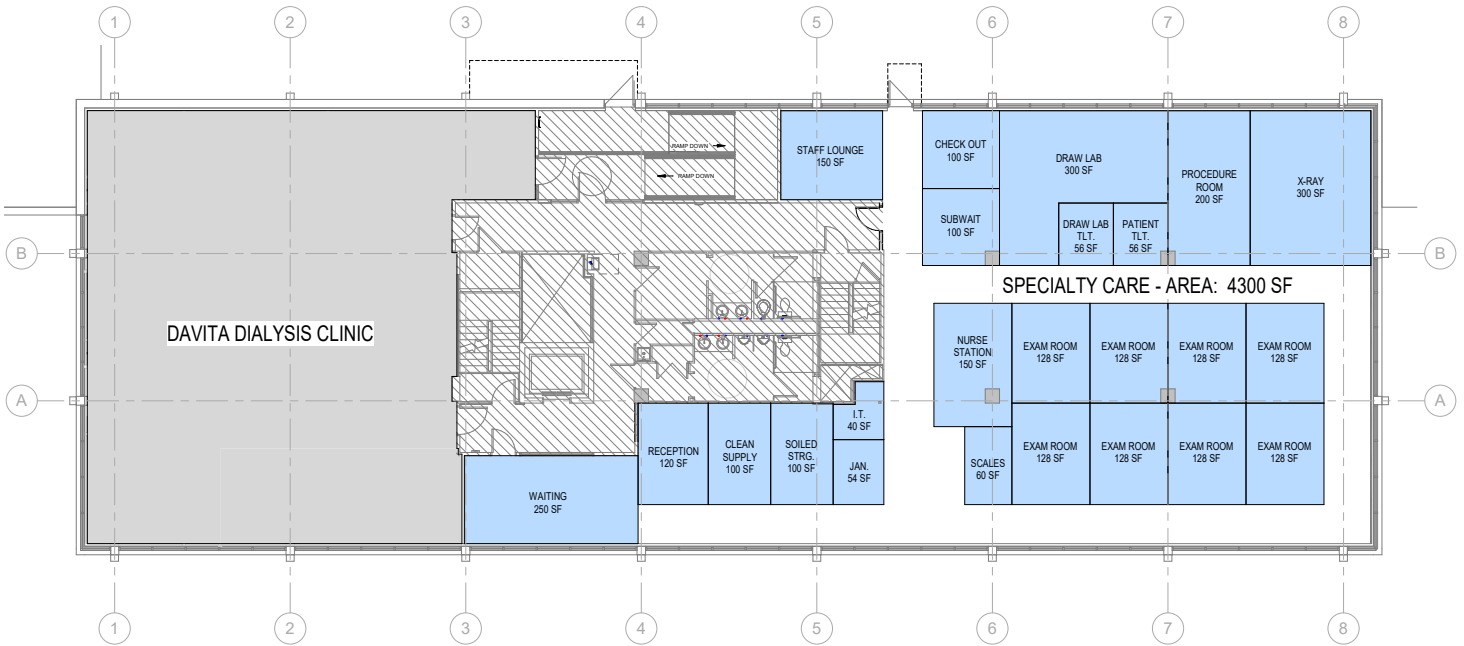 1
2
3
4
5
6
7
8
STAFF LOUNGE
150 SF
CHECK OUT
100 SF
DRAW LAB
300 SF
PROCEDURE
ROOM
200 SF
X-RAY
300 SF
RAMP DOWN
RAMP DOWN
SUBWAIT
100 SF
DRAW LAB
TLT.
56 SF
PATIENT
TLT.
56 SF
B
B
SPECIALTY CARE - AREA: 4300 SF
DAVITA DIALYSIS CLINIC
NURSE
STATION
150 SF
EXAM ROOM
128 SF
EXAM ROOM
128 SF
EXAM ROOM
128 SF
EXAM ROOM
128 SF
A
A
I.T.
40 SF
RECEPTION
120 SF
CLEAN
SUPPLY
100 SF
SOILED
STRG.
100 SF
JAN.
54 SF
SCALES
60 SF
EXAM ROOM
128 SF
EXAM ROOM
128 SF
EXAM ROOM
128 SF
EXAM ROOM
128 SF
WAITING
250 SF
1
2
3
4
5
6
7
8